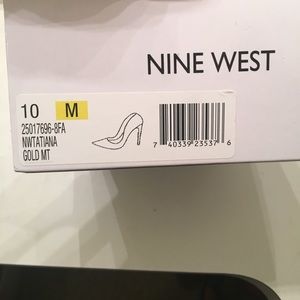 NINE WEST
10 M
25017696-8FA
NWTATIANA
GOLD MT
7 40339 23537 6